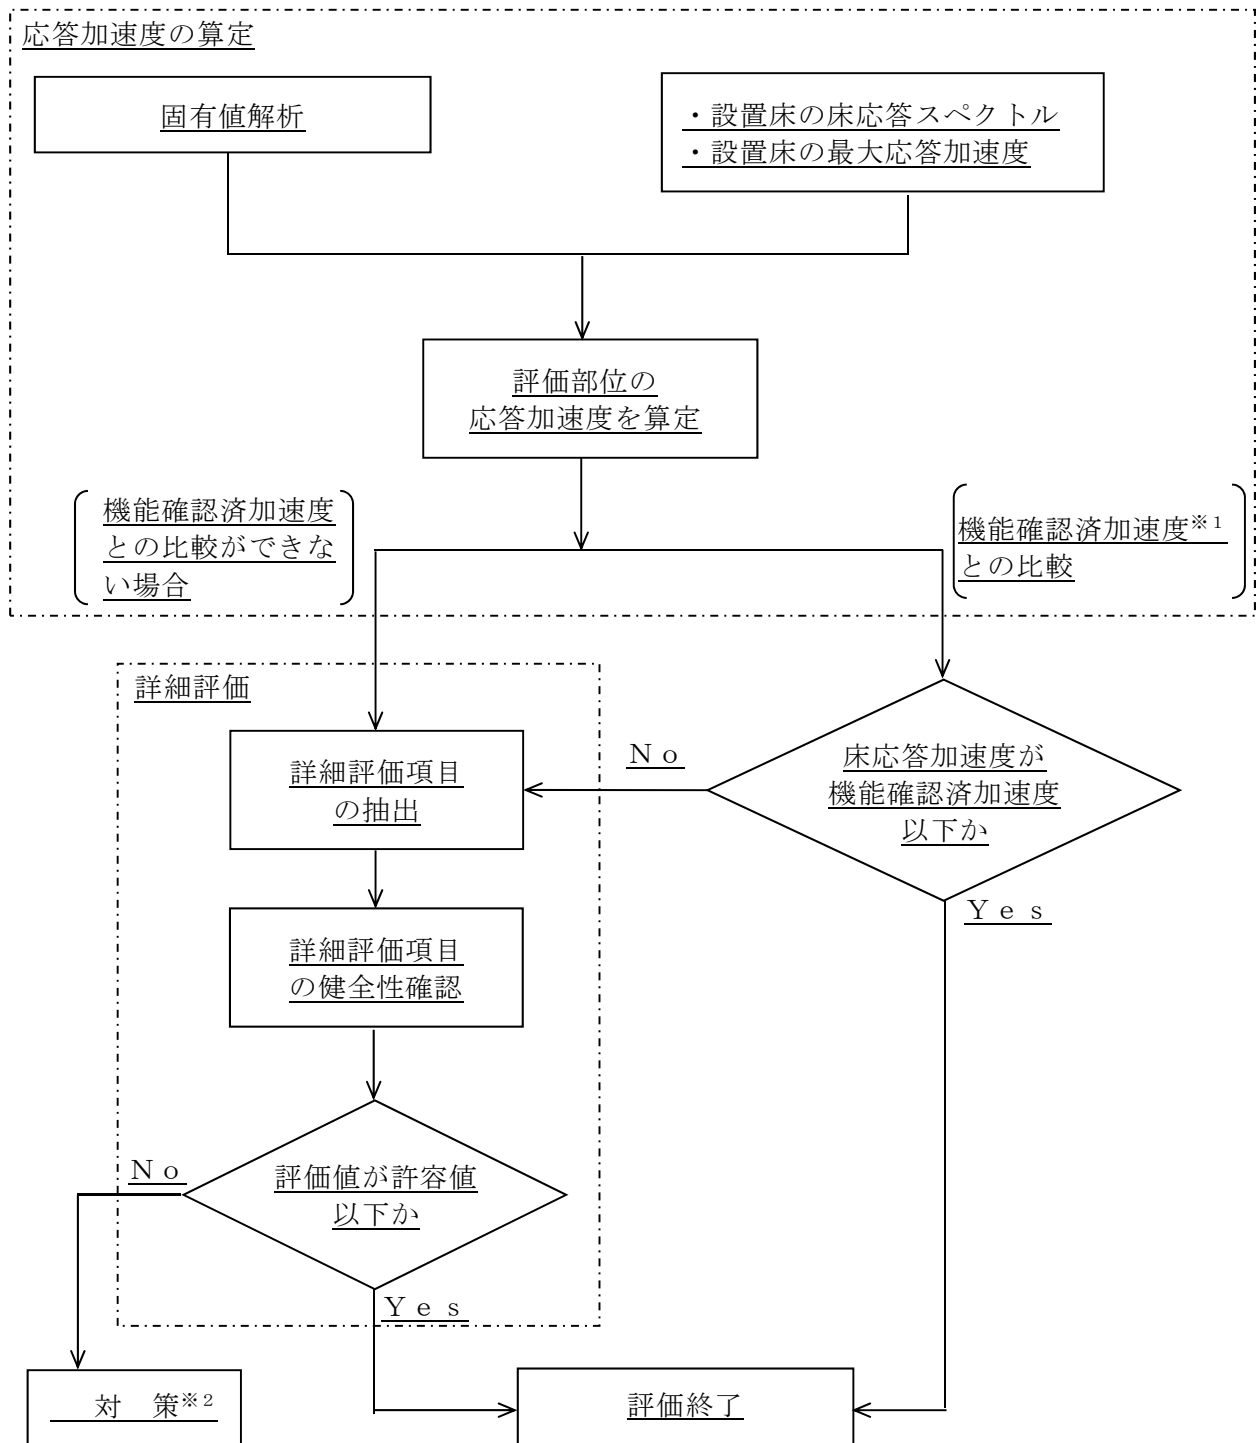 応答加速度の算定
固有値解析
・設置床の床応答スペクトル
・設置床の最大応答加速度
評価部位の
応答加速度を算定
機能確認済加速度
との比較ができな
い場合
機能確認済加速度※1
との比較
詳細評価
詳細評価項目
の抽出
No
床応答加速度が
機能確認済加速度
以下か
Yes
詳細評価項目
の健全性確認
No
評価値が許容値
以下か
Yes
対　策※2
評価終了